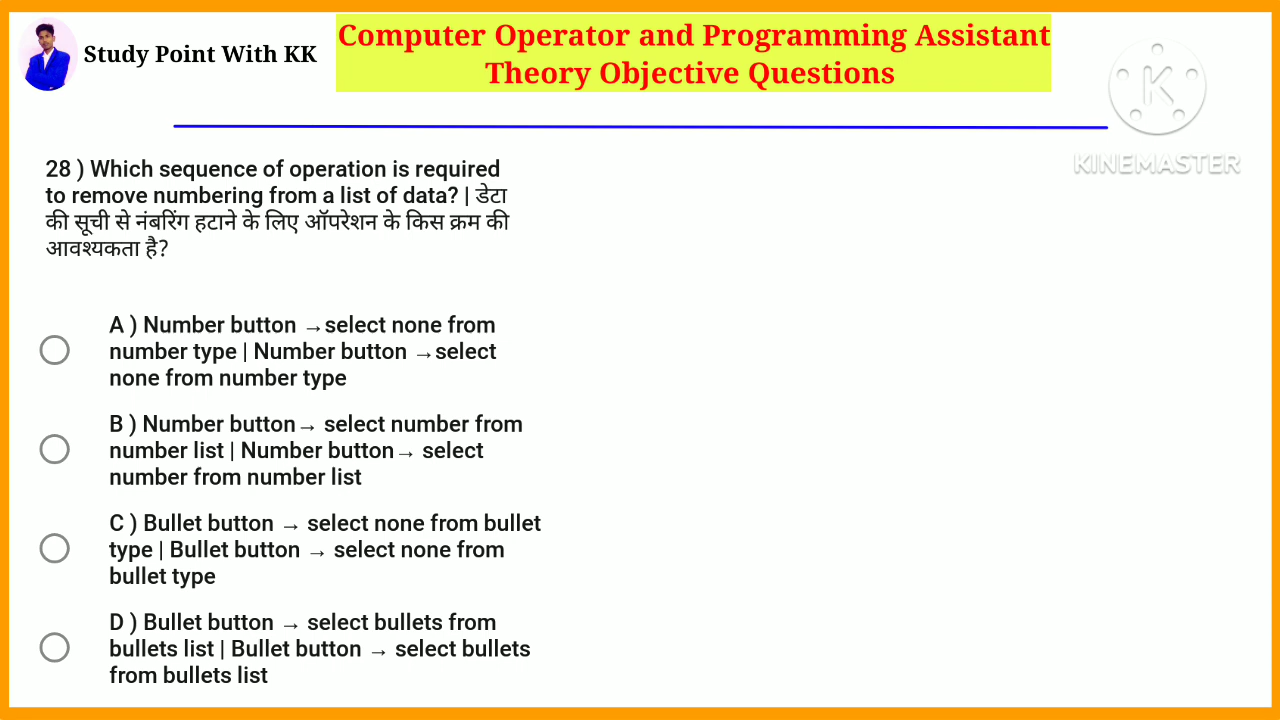 Study Point With KK
Computer Operator and Programming Assistant
Theory Objective Questions
K
KINEMASTER
28 ) Which sequence of operation is required
to remove numbering from a list of data? | डेटा
की सूची से नंबरिंग हटाने के लिए ऑपरेशन के किस क्रम की
आवश्यकता है?
A ) Number button →select none from
number type | Number button →select
none from number type
B ) Number button→ select number from
number list | Number button→ select
number from number list
C ) Bullet button → select none from bullet
type | Bullet button → select none from
bullet type
D ) Bullet button → select bullets from
bullets list | Bullet button → select bullets
from bullets list